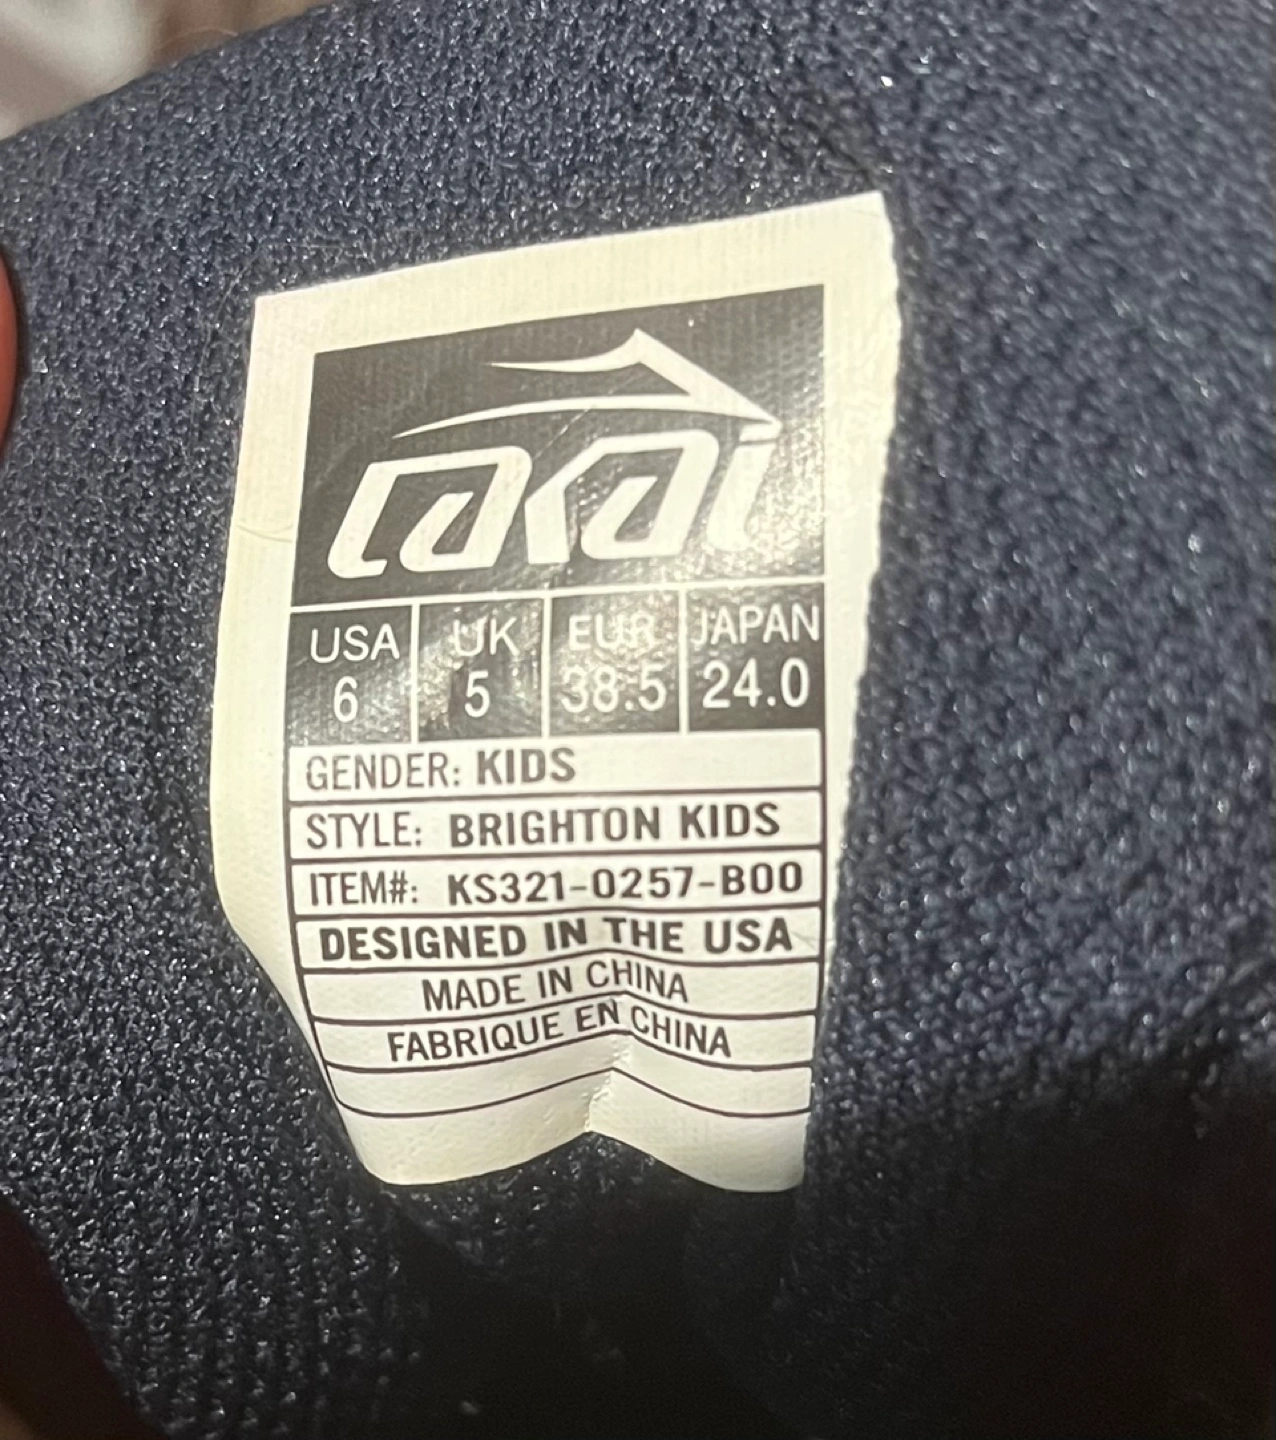 Lakai
USA UK EUR JAPAN
6 5 38.5 24.0
GENDER: KIDS
STYLE: BRIGHTON KIDS
ITEM#: KS321-0257-B00
DESIGNED IN THE USA
MADE IN CHINA
FABRIQUE EN CHINA